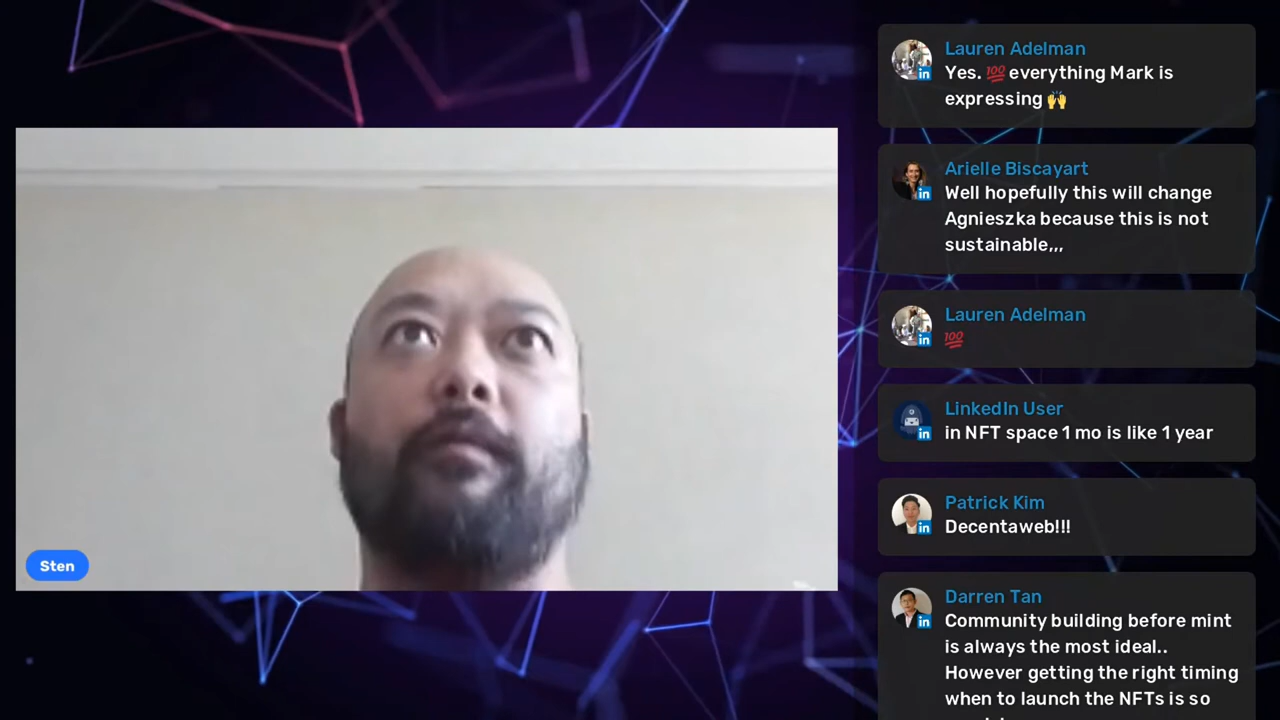 Lauren Adelman
Yes. 💯 everything Mark is
expressing 🙌
Arielle Biscayart
Well hopefully this will change
Agnieszka because this is not
sustainable,,,
Lauren Adelman
💯
LinkedIn User
in NFT space 1 mo is like 1 year
Patrick Kim
Decentaweb!!!
Sten
Darren Tan
Community building before mint
is always the most ideal..
However getting the right timing
when to launch the NFTs is so